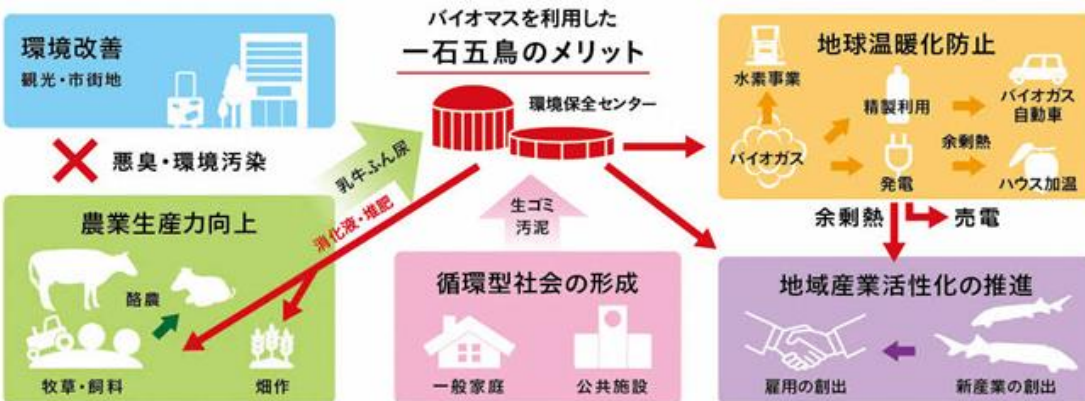 バイオマスを利用した
一石五鳥のメリット
環境改善
観光・市街地
悪臭・環境汚染
農業生産力向上
酪農
牧草・飼料
畑作
乳牛ふん尿
消化液・堆肥
環境保全センター
生ゴミ
汚泥
循環型社会の形成
一般家庭
公共施設
地球温暖化防止
水素事業
精製利用
バイオガス
自動車
バイオガス
発電
余剰熱
ハウス加温
余剰熱
売電
地域産業活性化の推進
雇用の創出
新産業の創出